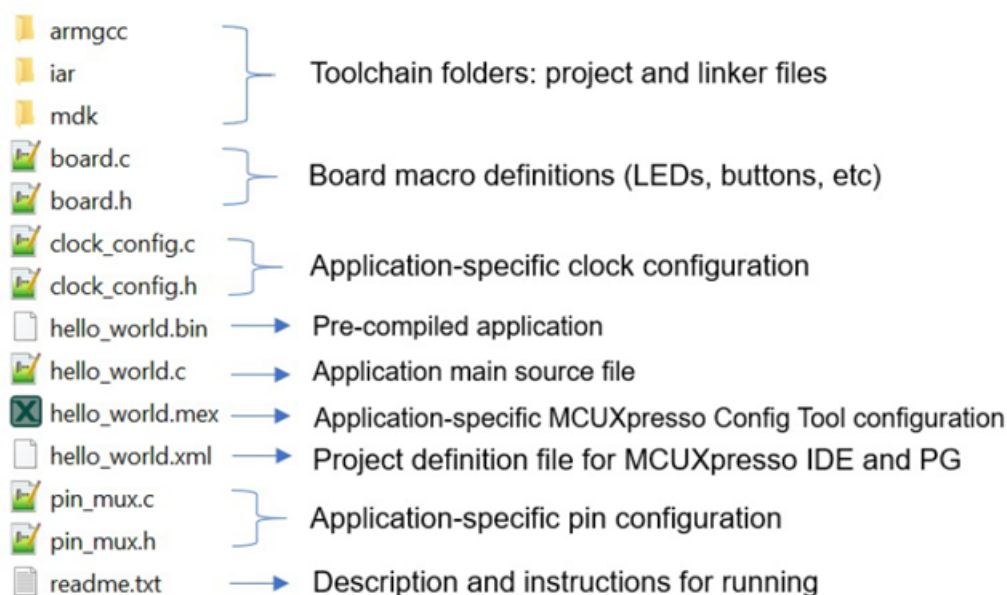 armgcc
iar
mdk
Toolchain folders: project and linker files
board.c
board.h
Board macro definitions (LEDs, buttons, etc)
clock_config.c
clock_config.h
Application-specific clock configuration
hello_world.bin
Pre-compiled application
hello_world.c
Application main source file
hello_world.mex
Application-specific MCUXpresso Config Tool configuration
hello_world.xml
Project definition file for MCUXpresso IDE and PG
pin_mux.c
pin_mux.h
Application-specific pin configuration
readme.txt
Description and instructions for running